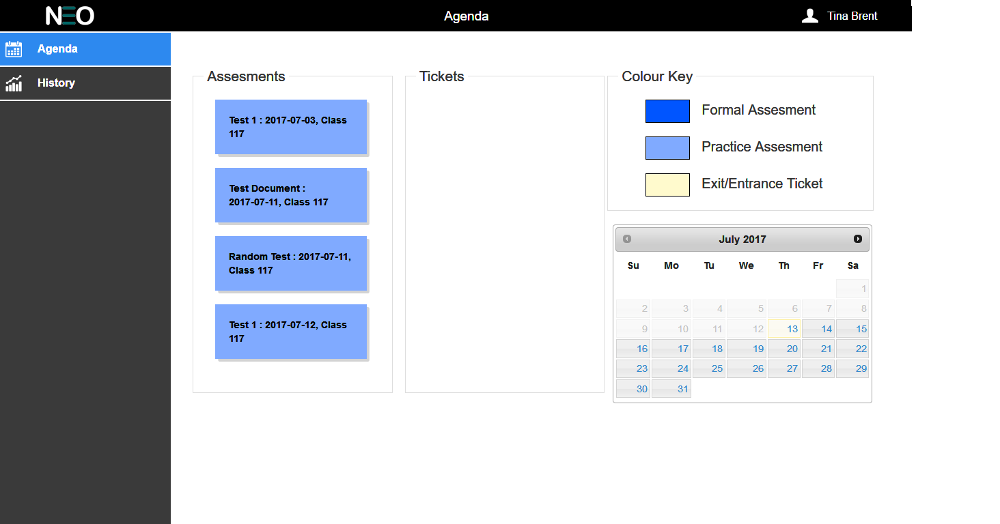 NEO
Agenda
Tina Brent
Agenda
History
Assesments
Test 1 : 2017-07-03, Class
117
Test Document :
2017-07-11, Class 117
Random Test : 2017-07-11,
Class 117
Test 1 : 2017-07-12, Class
117
Tickets
Colour Key
Formal Assesment
Practice Assesment
Exit/Entrance Ticket
July 2017
Su Mo Tu We Th Fr Sa
1
2 3 4 5 6 7 8
9 10 11 12 13 14 15
16 17 18 19 20 21 22
23 24 25 26 27 28 29
30 31